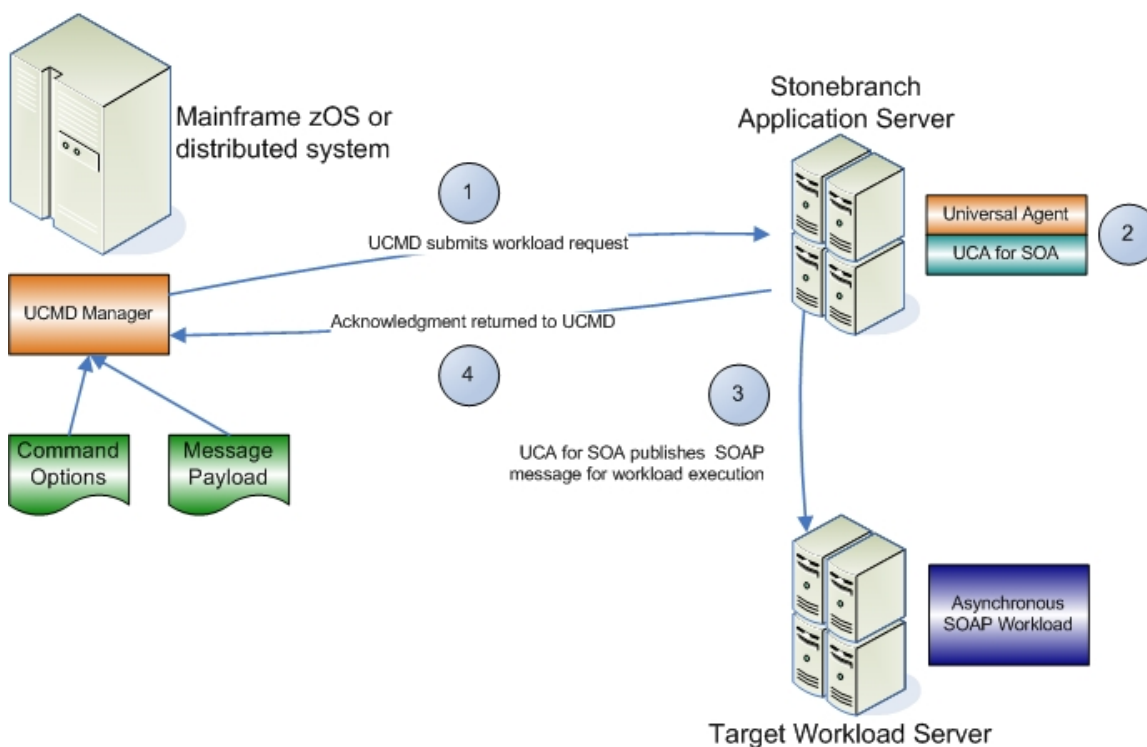 Mainframe zOS or
distributed system
Stonebranch
Application Server
1
UCMD submits workload request
Universal Agent
UCA for SOA
2
UCMD Manager
Acknowledgment returned to UCMD
4
3
Command
Options
Message
Payload
UCA for SOA publishes SOAP
message for workload execution
Asynchronous
SOAP Workload
Target Workload Server